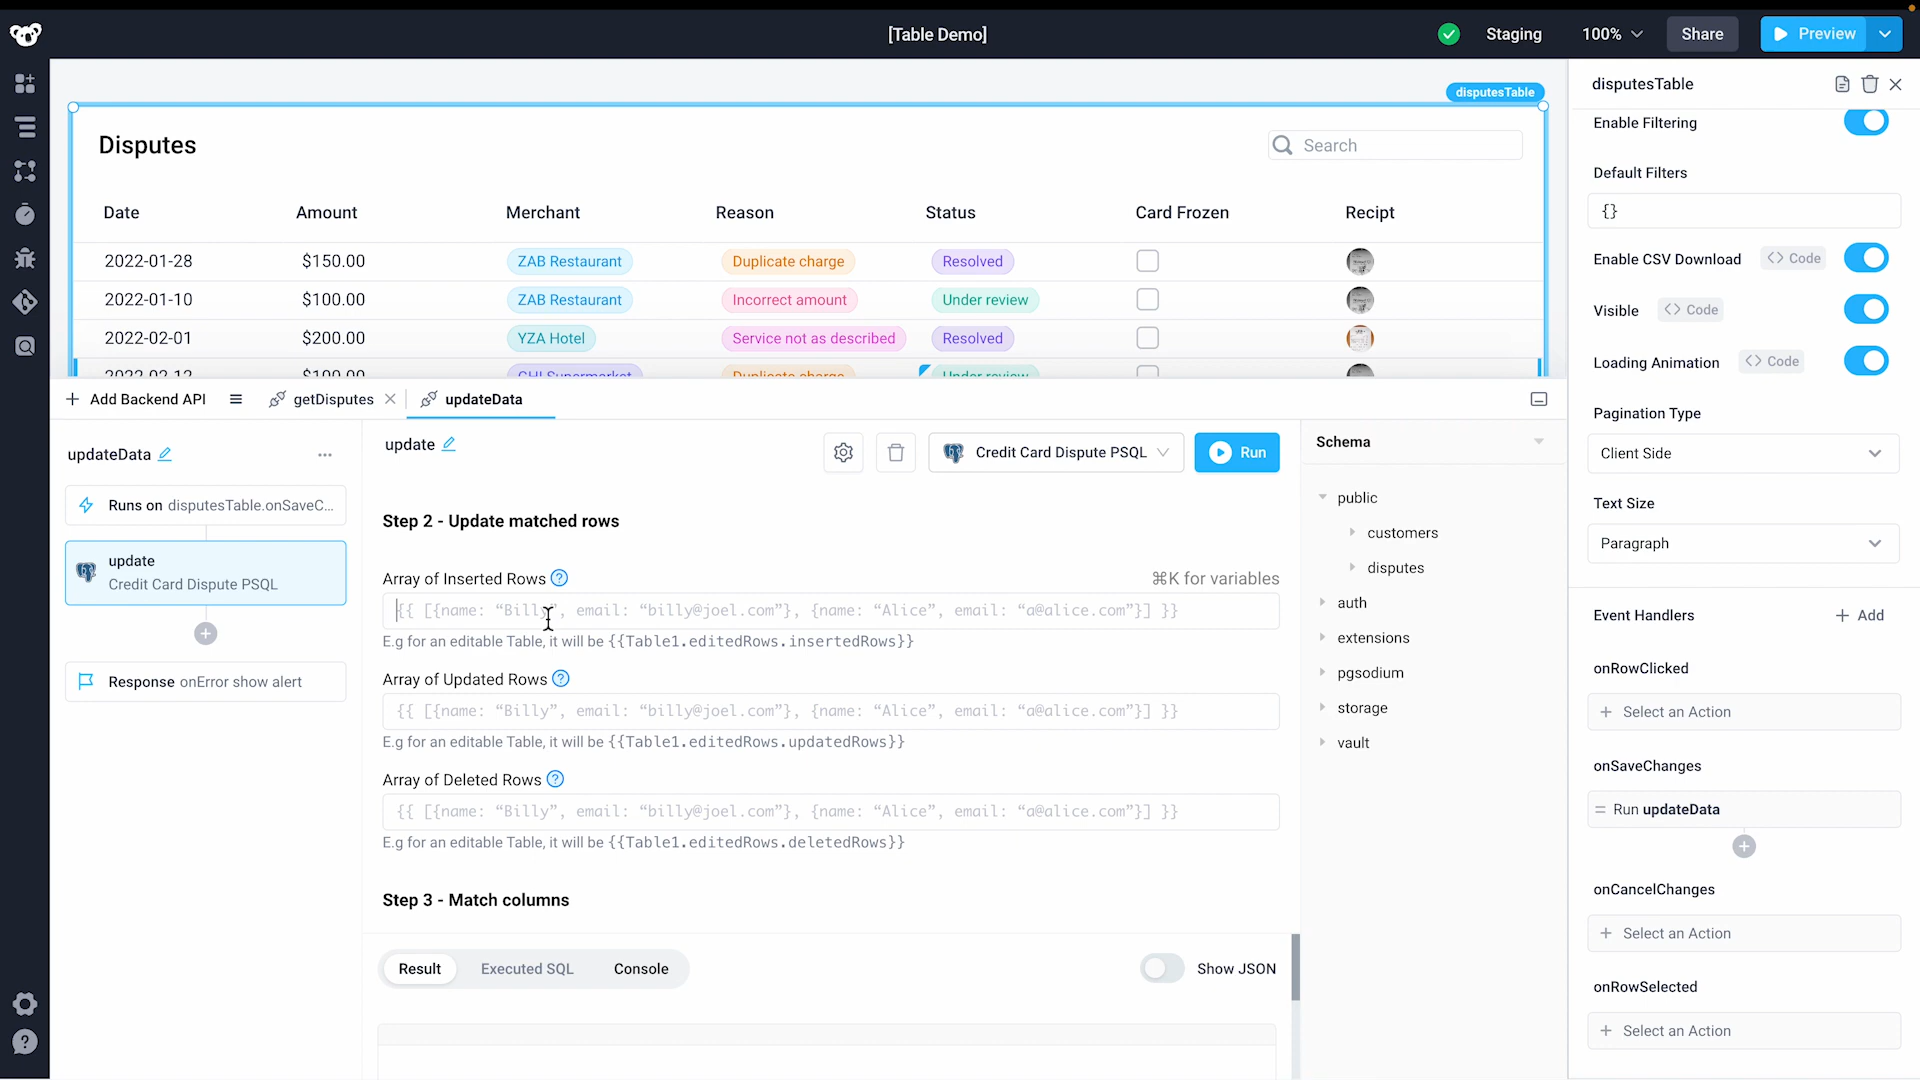 [Table Demo]
Staging
100%
Share
Preview
disputesTable
Disputes
Search
Date Amount Merchant Reason Status Card Frozen Recipt
2022-01-28 $150.00 ZAB Restaurant Duplicate charge Resolved
2022-01-10 $100.00 ZAB Restaurant Incorrect amount Under review
2022-02-01 $200.00 YZA Hotel Service not as described Resolved
2022-02-12 $100.00 GHI Supermarket Duplicate charge Under review
+ Add Backend API
getDisputes
updateData
updateData
Runs on disputesTable.onSaveC...
update
Credit Card Dispute PSQL
Response onError show alert
update
Credit Card Dispute PSQL
Run
Step 2 - Update matched rows
Array of Inserted Rows ?
⌘K for variables
{{ [{name: “Billy”, email: “billy@joel.com”}, {name: “Alice”, email: “a@alice.com”}] }}
E.g for an editable Table, it will be {{Table1.editedRows.insertedRows}}
Array of Updated Rows ?
{{ [{name: “Billy”, email: “billy@joel.com”}, {name: “Alice”, email: “a@alice.com”}] }}
E.g for an editable Table, it will be {{Table1.editedRows.updatedRows}}
Array of Deleted Rows ?
{{ [{name: “Billy”, email: “billy@joel.com”}, {name: “Alice”, email: “a@alice.com”}] }}
E.g for an editable Table, it will be {{Table1.editedRows.deletedRows}}
Step 3 - Match columns
Result Executed SQL Console
Show JSON
Schema
public
customers
disputes
auth
extensions
pgsodium
storage
vault
disputesTable
Enable Filtering
Default Filters
{}
Enable CSV Download <> Code
Visible <> Code
Loading Animation <> Code
Pagination Type
Client Side
Text Size
Paragraph
Event Handlers + Add
onRowClicked
+ Select an Action
onSaveChanges
= Run updateData
onCancelChanges
+ Select an Action
onRowSelected
+ Select an Action